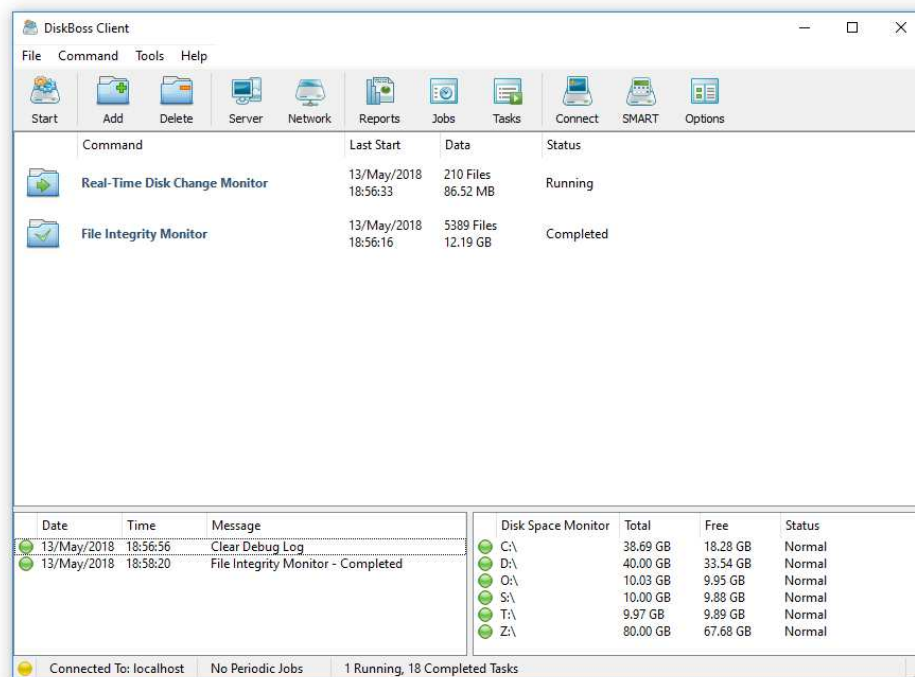 DiskBoss Client
File Command Tools Help
Start Add Delete Server Network Reports Jobs Tasks Connect SMART Options
Command Last Start Data Status
Real-Time Disk Change Monitor 13/May/2018 18:56:33 210 Files 86.52 MB Running
File Integrity Monitor 13/May/2018 18:56:16 5389 Files 12.19 GB Completed
Date Time Message
13/May/2018 18:56:56 Clear Debug Log
13/May/2018 18:58:20 File Integrity Monitor - Completed
Disk Space Monitor Total Free Status
C:\ 38.69 GB 18.28 GB Normal
D:\ 40.00 GB 33.54 GB Normal
O:\ 10.03 GB 9.95 GB Normal
S:\ 10.00 GB 9.88 GB Normal
T:\ 9.97 GB 9.89 GB Normal
Z:\ 80.00 GB 67.68 GB Normal
Connected To: localhost No Periodic Jobs 1 Running, 18 Completed Tasks